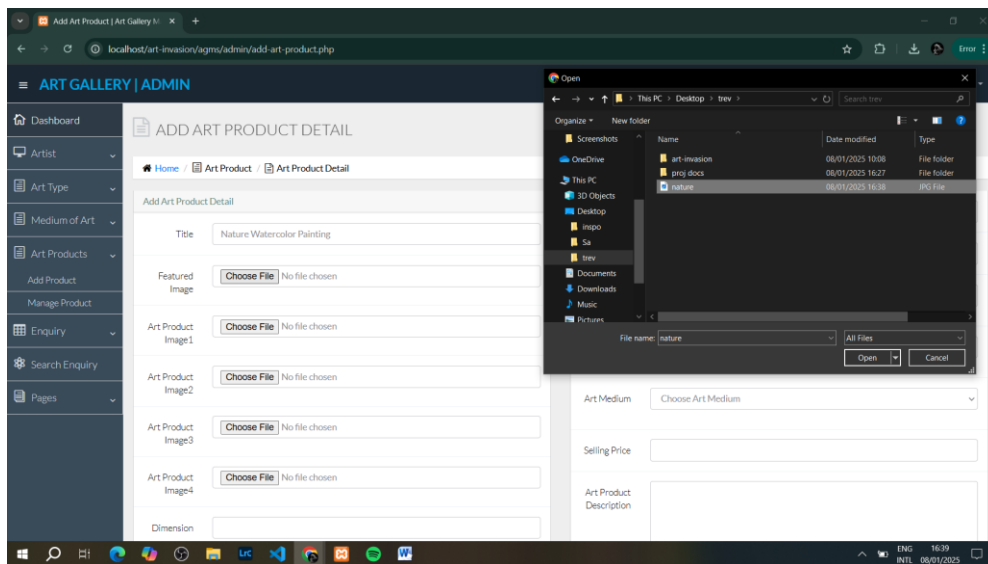 Add Art Product | Art Gallery M
localhost/art-invasion/agms/admin/add-art-product.php
Error
ART GALLERY | ADMIN
Dashboard
Artist
Art Type
Medium of Art
Art Products
Add Product
Manage Product
Enquiry
Search Enquiry
Pages
ADD ART PRODUCT DETAIL
Home / Art Product / Art Product Detail
Add Art Product Detail
Title Nature Watercolor Painting
Featured Image Choose File No file chosen
Art Product Image1 Choose File No file chosen
Art Product Image2 Choose File No file chosen
Art Product Image3 Choose File No file chosen
Art Product Image4 Choose File No file chosen
Dimension
Open
This PC > Desktop > trev >
Search trev
Organize New folder
Name Date modified Type
Screenshots
OneDrive
This PC
3D Objects
Desktop
inspo
Sa
trev
Documents
Downloads
Music
Pictures
art-invasion 08/01/2025 10:08 File folder
proj docs 08/01/2025 16:27 File folder
nature 08/01/2025 16:38 JPG File
File name: nature All Files
Open Cancel
Art Medium Choose Art Medium
Selling Price
Art Product Description
Lrc
ENG 16:39
INTL 08/01/2025